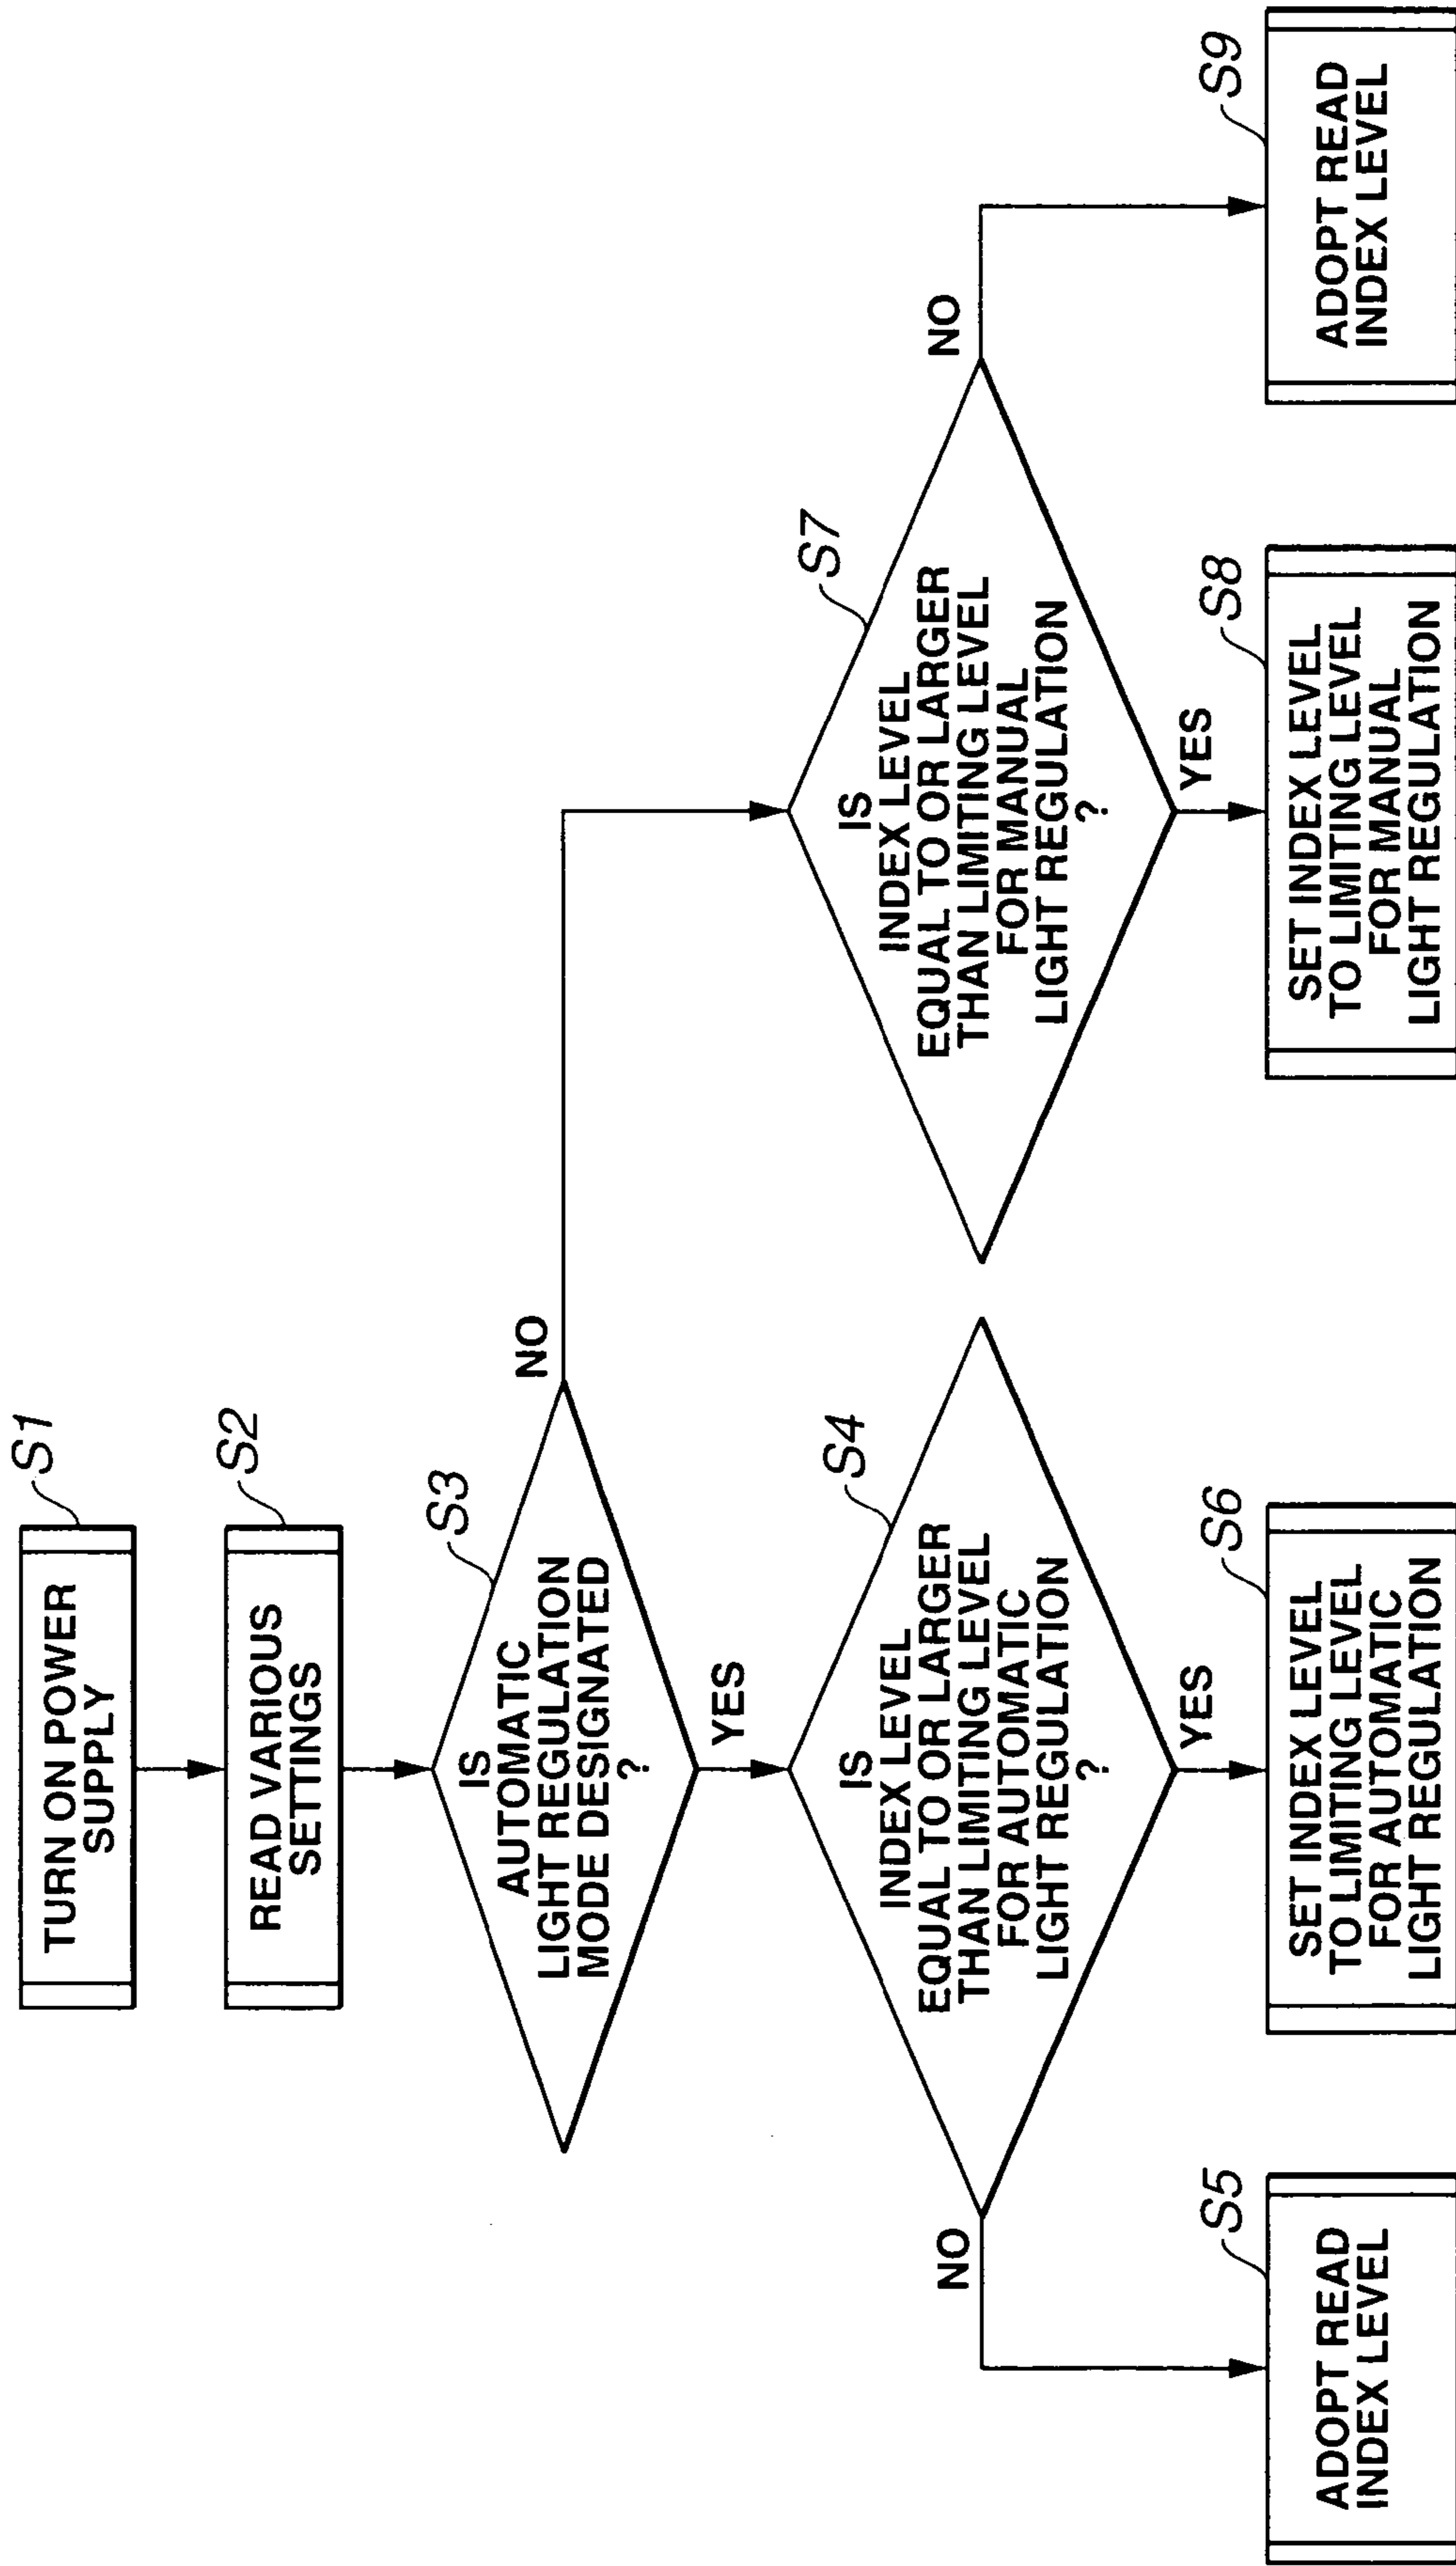 S1
TURN ON POWER
SUPPLY
S2
READ VARIOUS
SETTINGS
S3
IS
AUTOMATIC
LIGHT REGULATION
MODE DESIGNATED
?
NO
YES
S4
IS
INDEX LEVEL
EQUAL TO OR LARGER
THAN LIMITING LEVEL
FOR AUTOMATIC
LIGHT REGULATION
?
NO
YES
S5
ADOPT READ
INDEX LEVEL
S6
SET INDEX LEVEL
TO LIMITING LEVEL
FOR AUTOMATIC
LIGHT REGULATION
S7
IS
INDEX LEVEL
EQUAL TO OR LARGER
THAN LIMITING LEVEL
FOR MANUAL
LIGHT REGULATION
?
NO
YES
S8
SET INDEX LEVEL
TO LIMITING LEVEL
FOR MANUAL
LIGHT REGULATION
S9
ADOPT READ
INDEX LEVEL